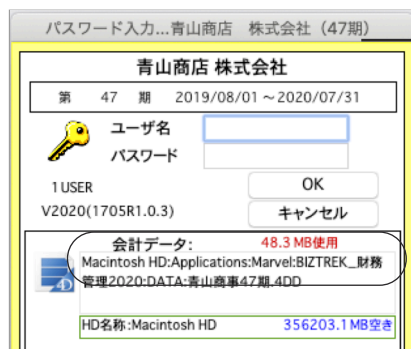 パスワード入力...青山商店　株式会社（47期）
青山商店 株式会社
第 47 期 2019/08/01 ～ 2020/07/31
ユーザ名
パスワード
1 USER OK
V2020(1705R1.0.3) キャンセル
会計データ: 48.3 MB使用
Macintosh HD:Applications:Marvel:BIZTREK_財務
管理2020:DATA:青山商事47期.4DD
4D
HD名称:Macintosh HD 356203.1MB空き